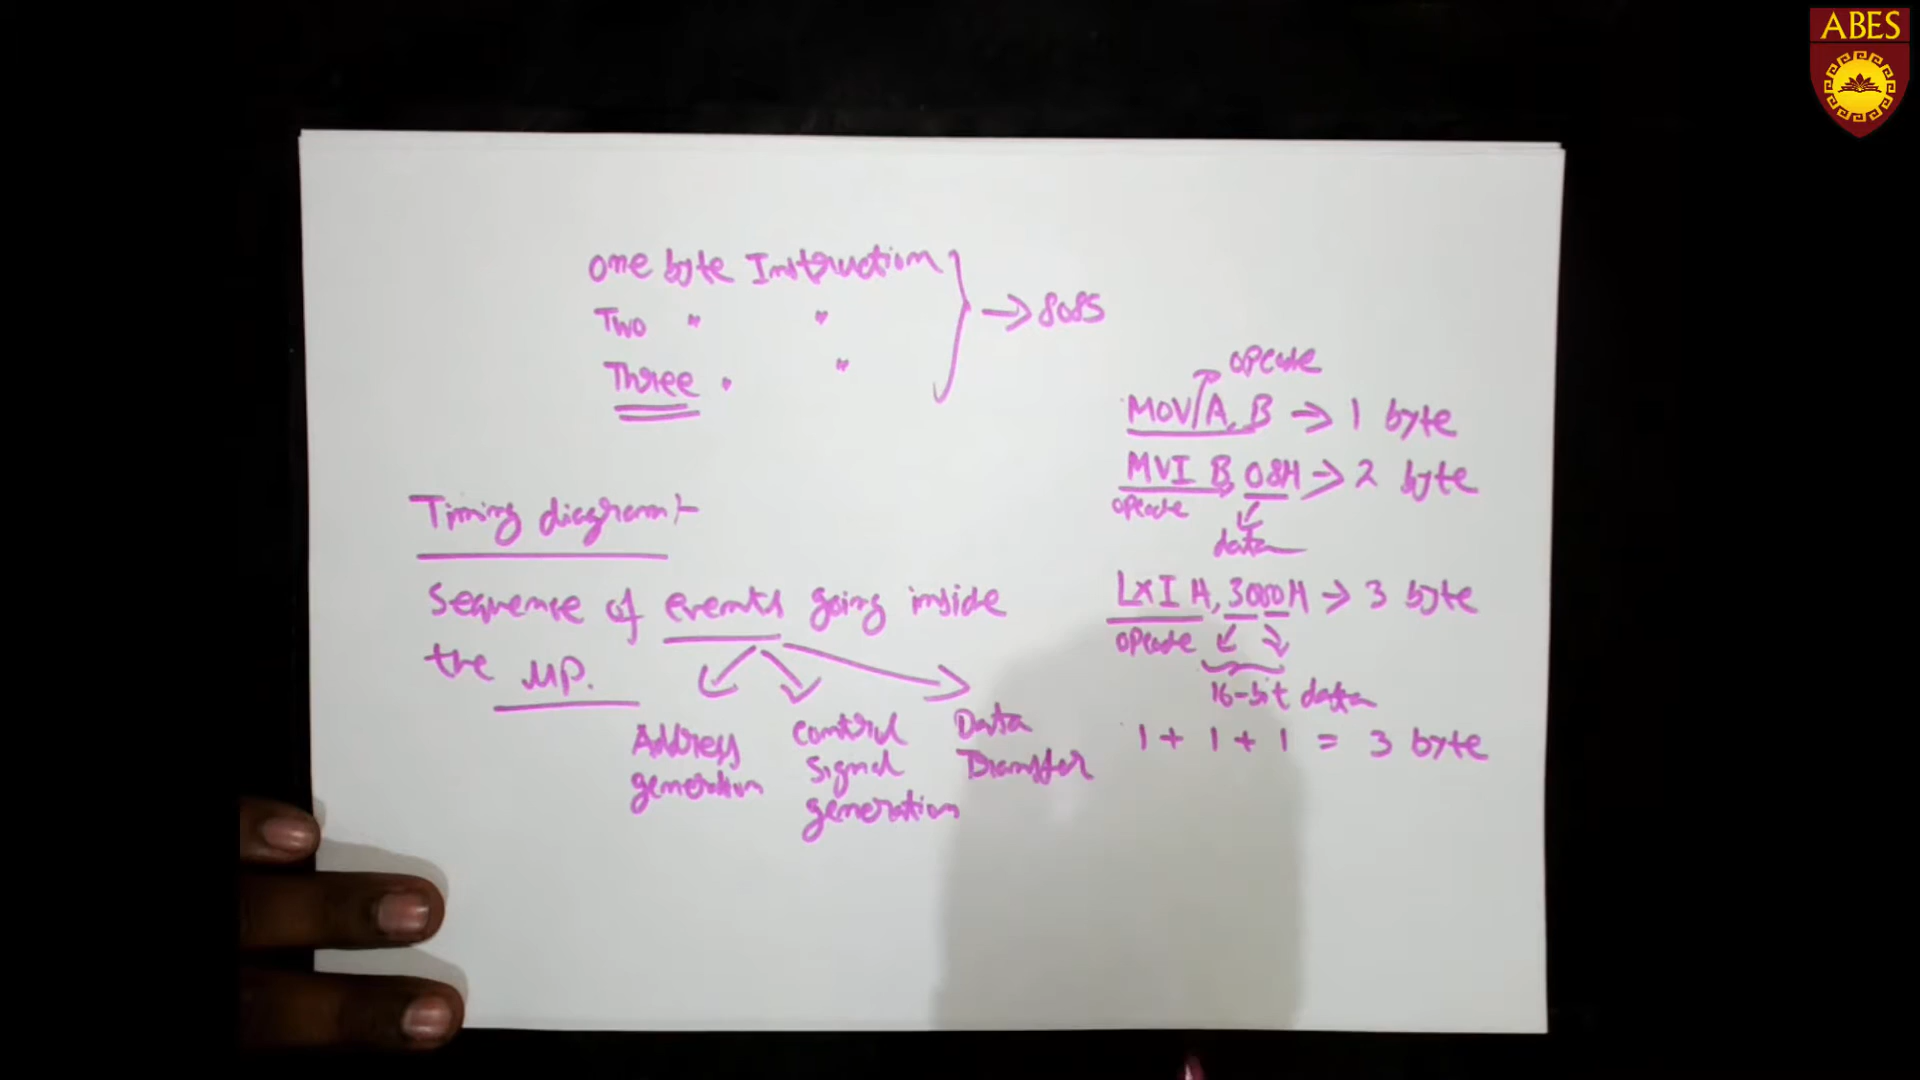 ABES
one byte Instruction
Two " "
Three " "
→ 8085
Timing diagram:-
Sequence of events going inside
the μP.
Address
generation
Control
Signal
generation
Data
Transfer
opcode
MOV A, B → 1 byte
MVI B, 08H → 2 byte
opcode
data
LXI H, 3000H → 3 byte
opcode
16-bit data
1 + 1 + 1 = 3 byte